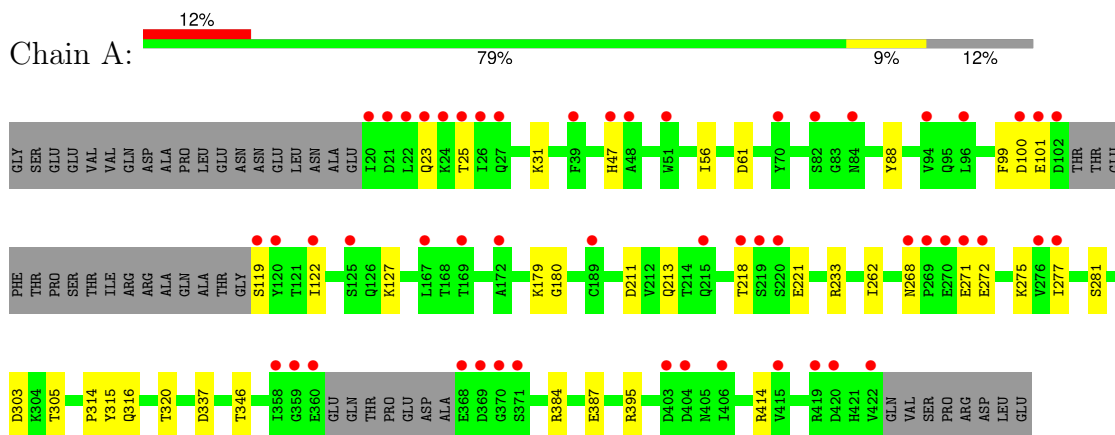 12%
Chain A:
79% 9% 12%
GLY SER GLU GLU VAL VAL GLN ASP ALA PRO LEU GLU ASN ASN GLU LEU ASN ALA GLU I20 D21 L22 Q23 K24 T25 I26 Q27 K31 F39 H47 A48 W51 I56 D61 Y70 S82 G83 N84 Y88 V94 Q95 L96 F99 D100 E101 D102 THR THR GLU
PHE THR PRO SER THR ILE ARG ARG ALA GLN ALA THR GLY S119 Y120 T121 I122 S125 Q126 K127 L167 T168 T169 A172 K179 G180 C189 D211 V212 Q213 T214 Q215 T218 S219 S220 E221 R233 I262 N268 P269 E270 E271 E272 K275 V276 I277 S281
D303 K304 T305 P314 Y315 Q316 T320 D337 T346 I358 G359 E360 GLU GLN THR PRO GLU ASP ALA E368 D369 G370 S371 R384 E387 R395 D403 D404 N405 I406 R414 V415 R419 D420 H421 V422 GLN VAL SER PRO ARG ASP LEU GLU